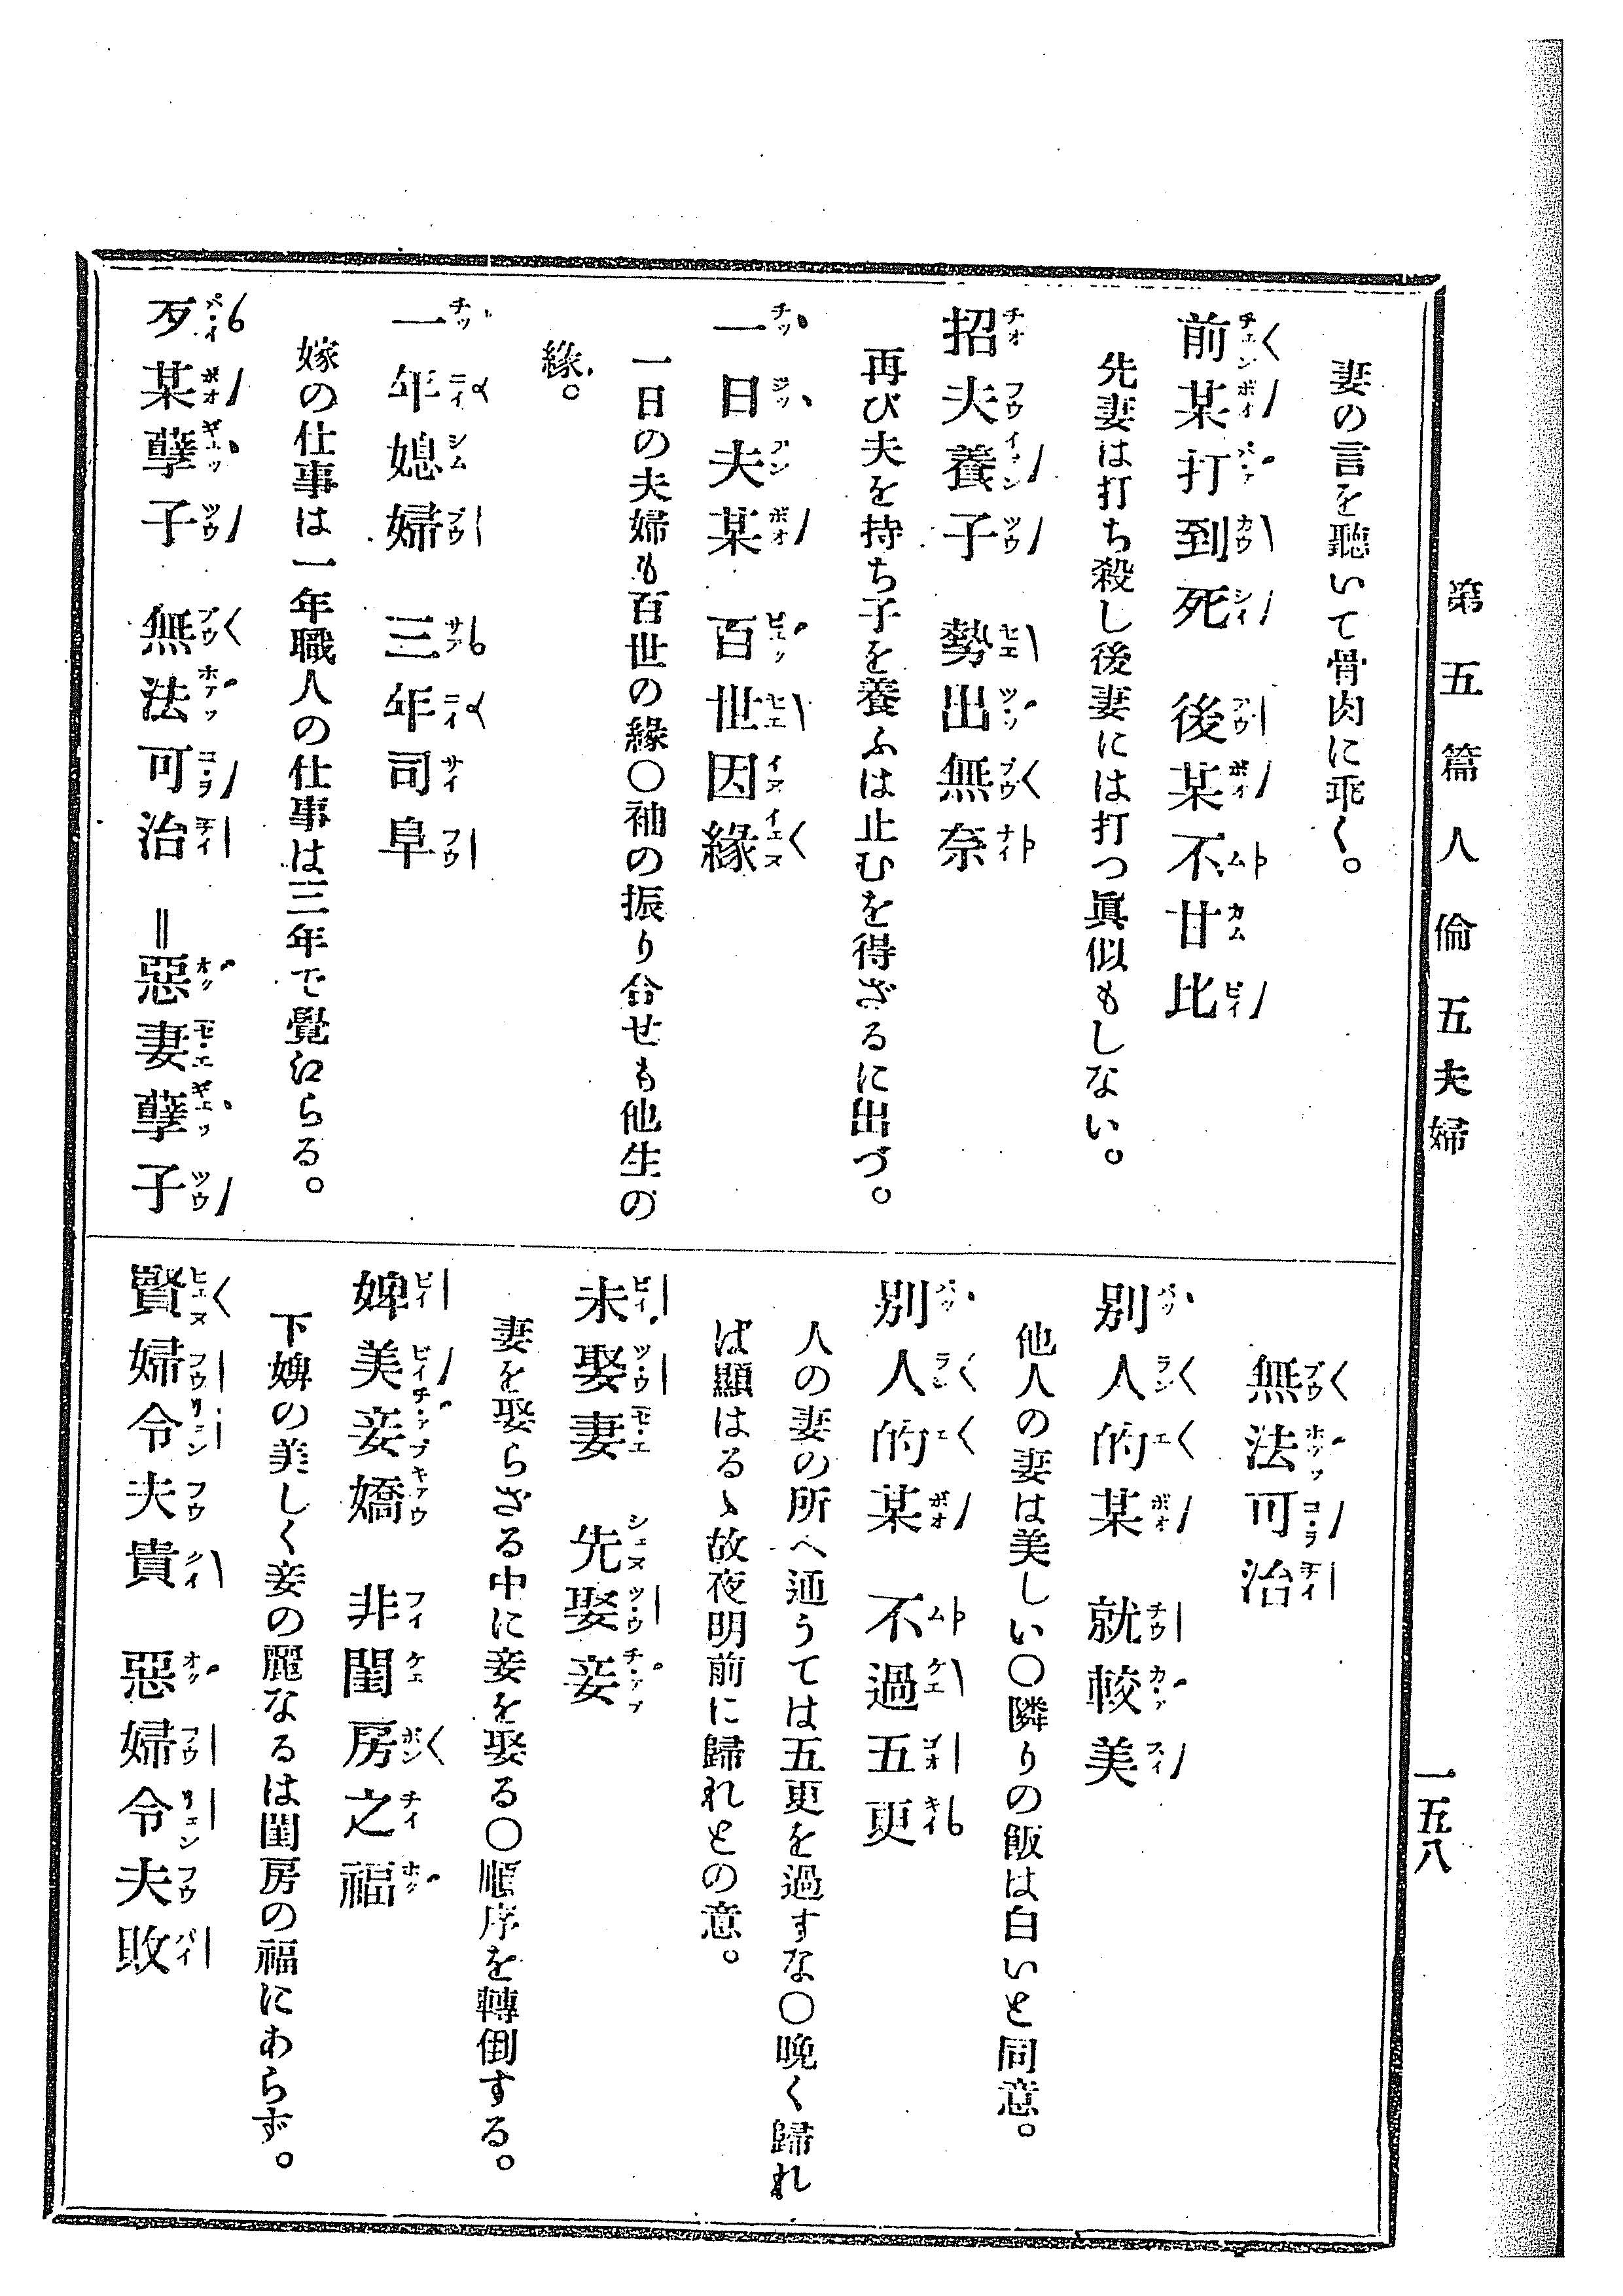 第五篇 人倫 五夫婦
一五八
妻の言を聽いて骨肉に乖く。
前某打到死 後某不甘比
先妻は打ち殺し後妻には打つ眞似もしない。
招夫養子 勢出無奈
再び夫を持ち子を養ふは止むを得ざるに出づ。
一日夫某 百世因緣
一日の夫婦も百世の緣〇袖の振り合せも他生の
緣。
一年媳婦 三年司阜
嫁の仕事は一年職人の仕事は三年で覺江らる。
歹某孽子 無法可治 ＝惡妻孽子
無法可治
別人的某 就較美
他人の妻は美しい〇隣りの飯は白いと同意。
別人的某 不過五更
人の妻の所へ通うては五更を過すな〇晚く歸れ
ば顯はるゝ故夜明前に歸れとの意。
未娶妻 先娶妾
妻を娶らざる中に妾を娶る〇順序を轉倒する。
婢美妾嬌 非閨房之福
下婢の美しく妾の麗なるは閨房の福にあらず。
賢婦令夫貴 惡婦令夫敗